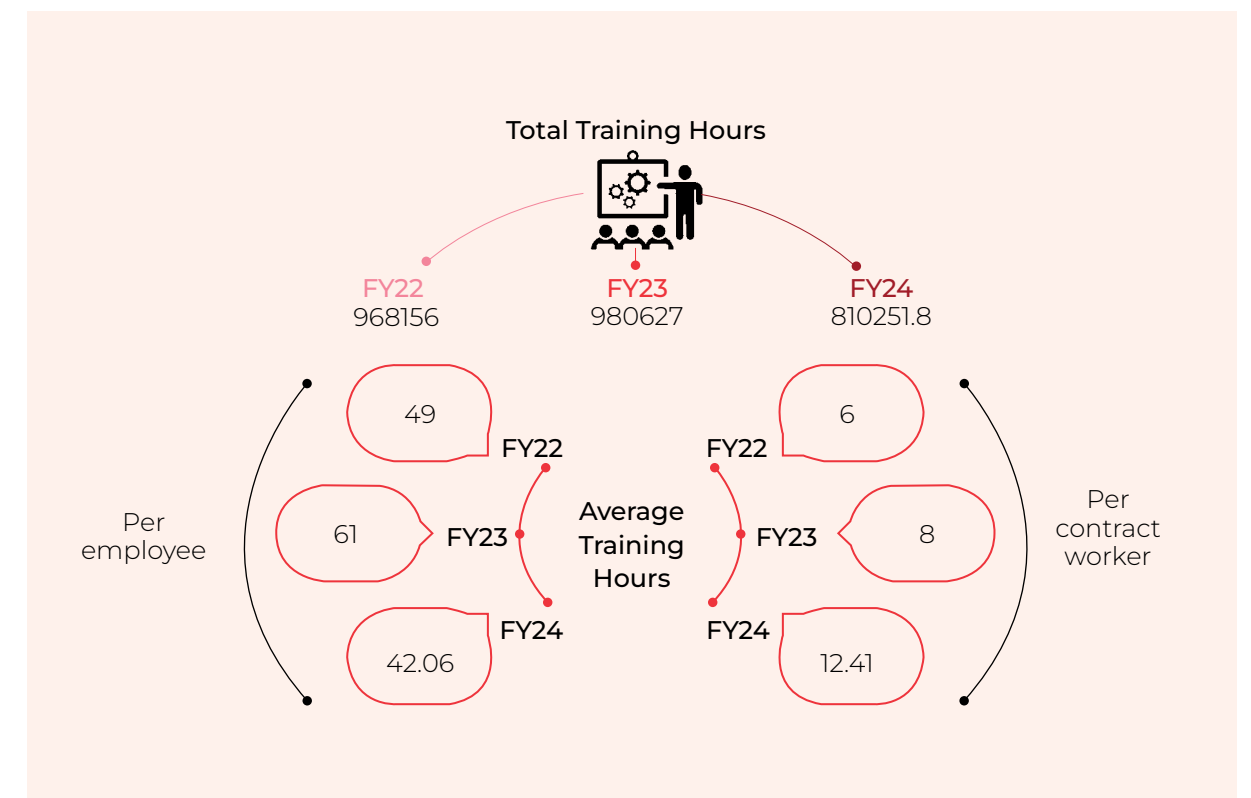 Total Training Hours
FY22
968156
FY23
980627
FY24
810251.8
Per
employee
49
FY22
61
FY23
42.06
FY24
Average
Training
Hours
FY22
6
FY23
8
FY24
12.41
Per
contract
worker